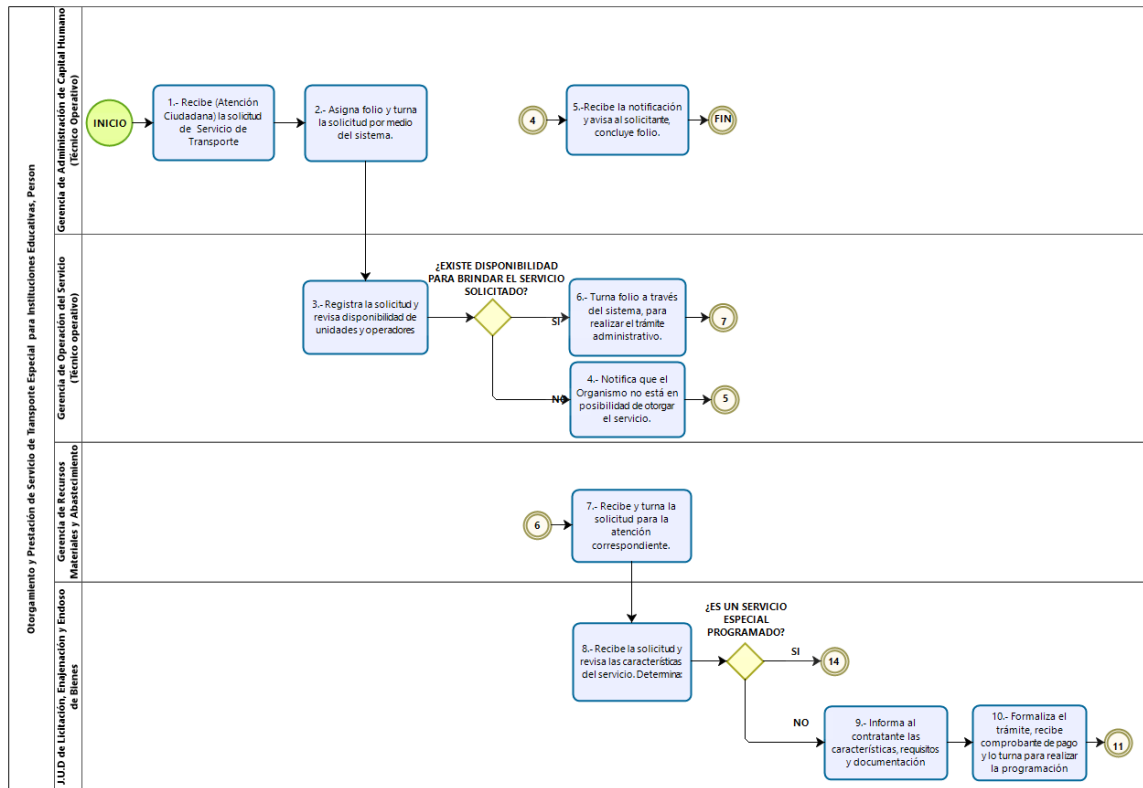 Otorgamiento y Prestación de Servicio de Transporte Especial para Instituciones Educativas, Person
Gerencia de Administración de Capital Humano
(Técnico Operativo)
INICIO
1.- Recibe (Atención
Ciudadana) la solicitud
de Servicio de
Transporte
2.- Asigna folio y turna
la solicitud por medio
del sistema.
4
5.-Recibe la notificación
y avisa al solicitante,
concluye folio.
FIN
Gerencia de Operación del Servicio
(Técnico operativo)
3.- Registra la solicitud y
revisa disponibilidad de
unidades y operadores
¿EXISTE DISPONIBILIDAD
PARA BRINDAR EL SERVICIO
SOLICITADO?
SI
6.- Turna folio a través
del sistema, para
realizar el trámite
administrativo.
7
NO
4.- Notifica que el
Organismo no está en
posibilidad de otorgar
el servicio.
5
Gerencia de Recursos
Materiales y Abastecimiento
6
7.- Recibe y turna la
solicitud para la
atención
correspondiente.
J.U.D de Licitación, Enajenación y Endoso
de Bienes
8.- Recibe la solicitud y
revisa las características
del servicio. Determina:
¿ES UN SERVICIO
ESPECIAL
PROGRAMADO?
SI
14
NO
9.- Informa al
contratante las
características, requisitos
y documentación
10.- Formaliza el
trámite, recibe
comprobante de pago
y lo turna para realizar
la programación
11